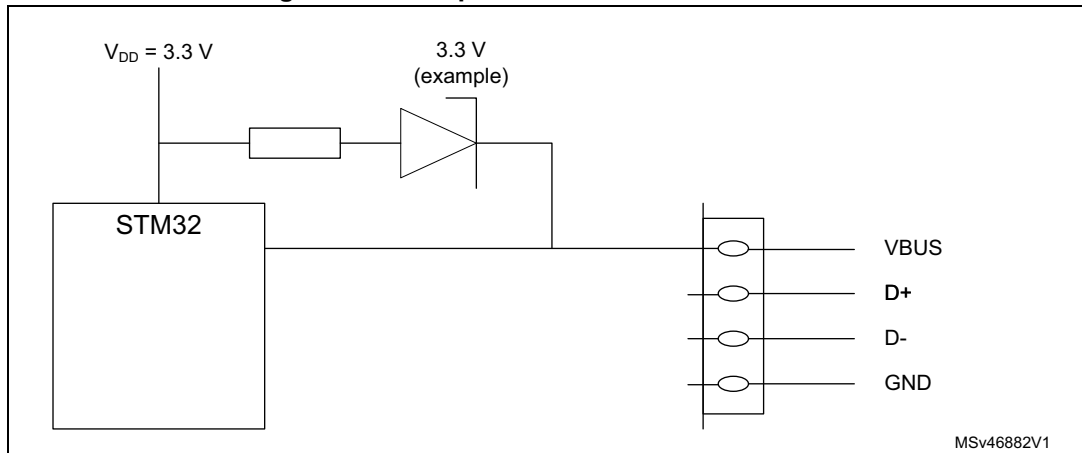 V_DD = 3.3 V
3.3 V
(example)
STM32
VBUS
D+
D-
GND
MSv46882V1